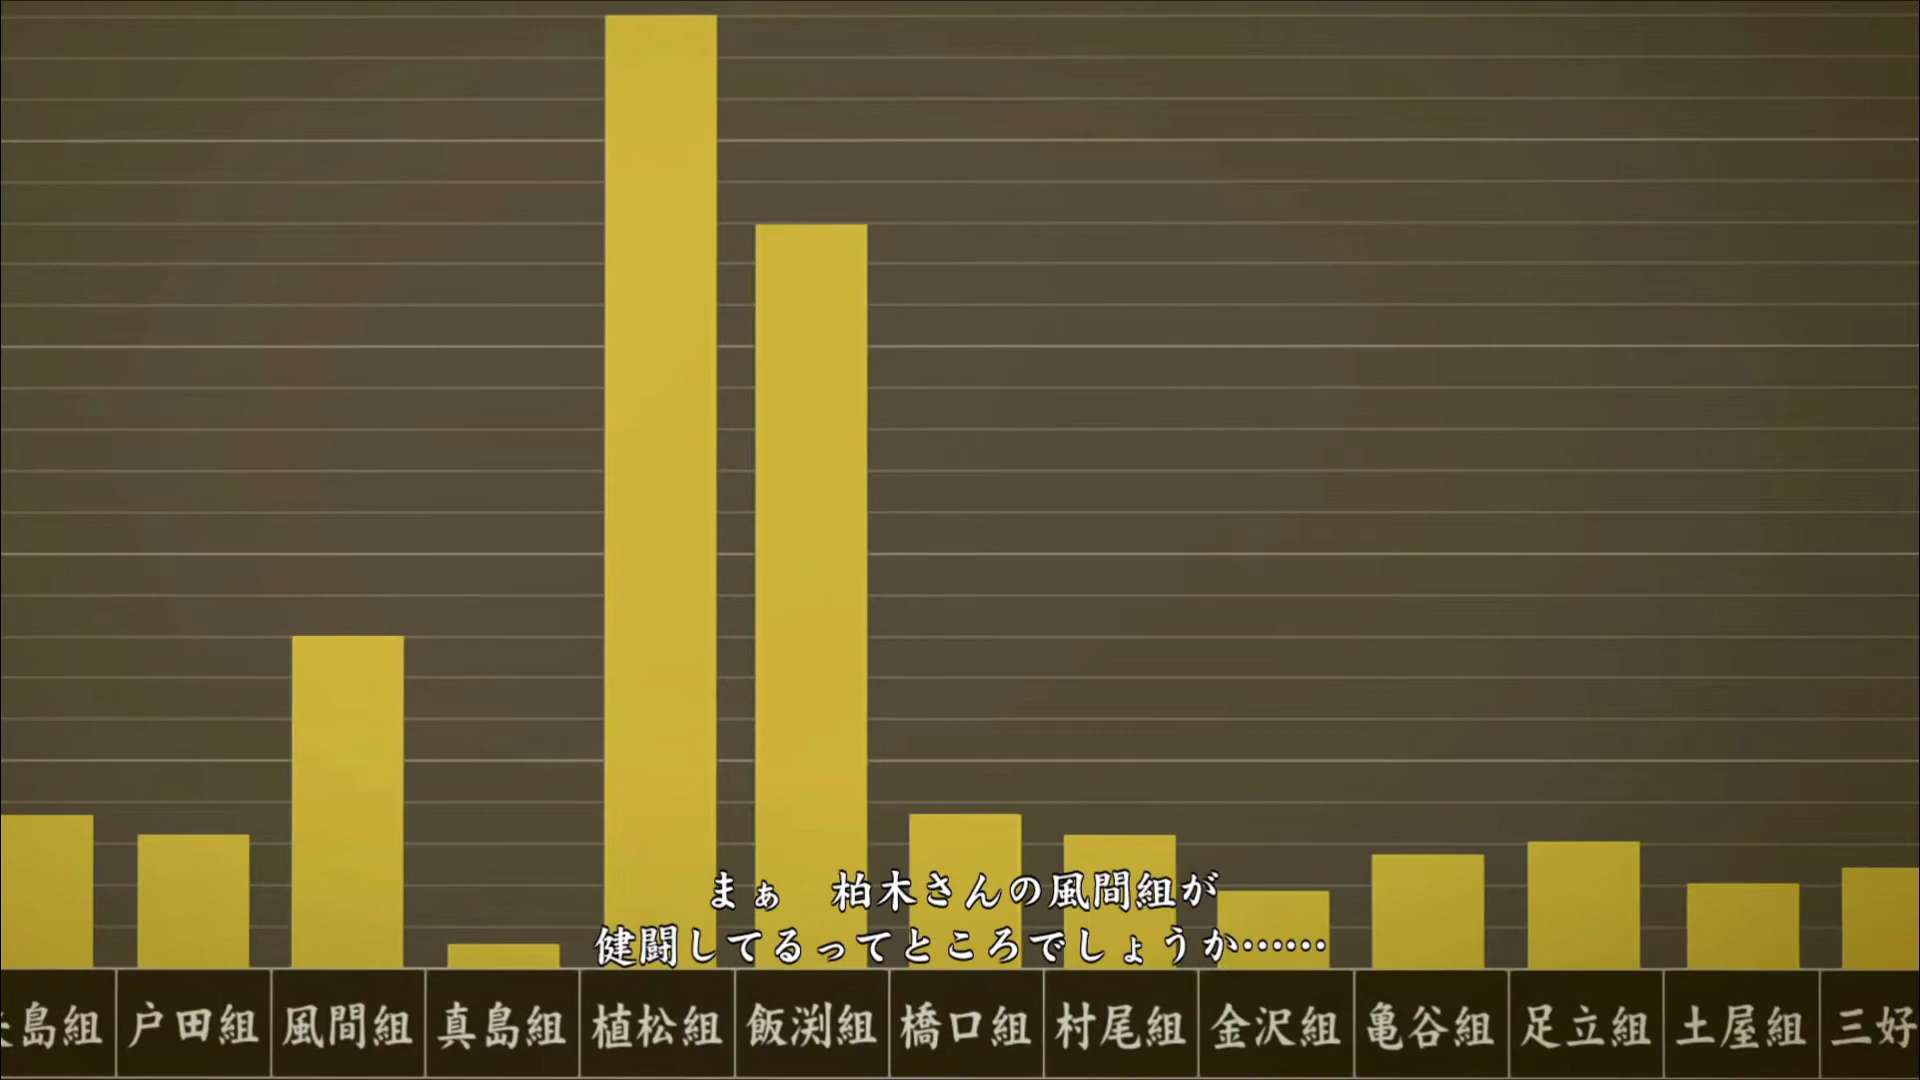 まぁ　柏木さんの風間組が
健闘してるってところでしょうか……
島組
戸田組
風間組
真島組
植松組
飯渕組
橋口組
村尾組
金沢組
亀谷組
足立組
土屋組
三好